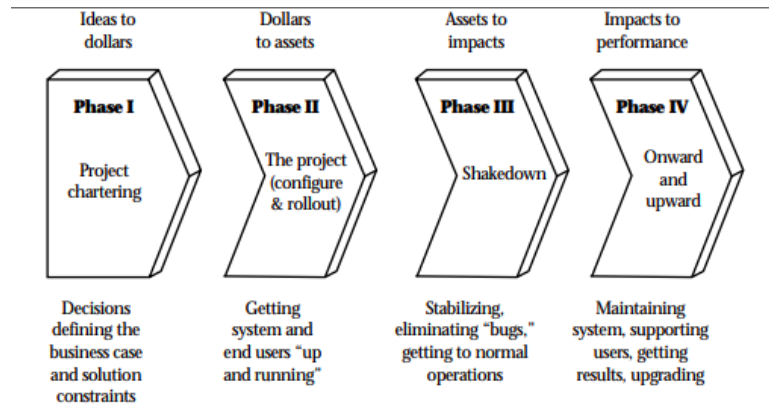 Ideas to
dollars
Dollars
to assets
Assets to
impacts
Impacts to
performance
Phase I
Project
chartering
Phase II
The project
(configure
& rollout)
Phase III
Shakedown
Phase IV
Onward
and
upward
Decisions
defining the
business case
and solution
constraints
Getting
system and
end users “up
and running”
Stabilizing,
eliminating “bugs,”
getting to normal
operations
Maintaining
system, supporting
users, getting
results, upgrading